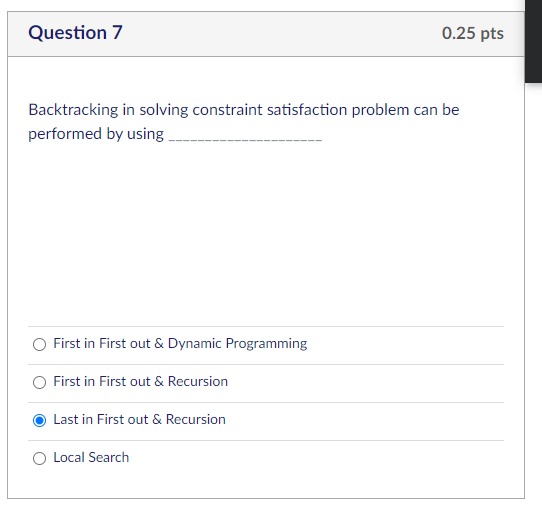 Question 7
0.25 pts
Backtracking in solving constraint satisfaction problem can be
performed by using _____________________
First in First out & Dynamic Programming
First in First out & Recursion
Last in First out & Recursion
Local Search